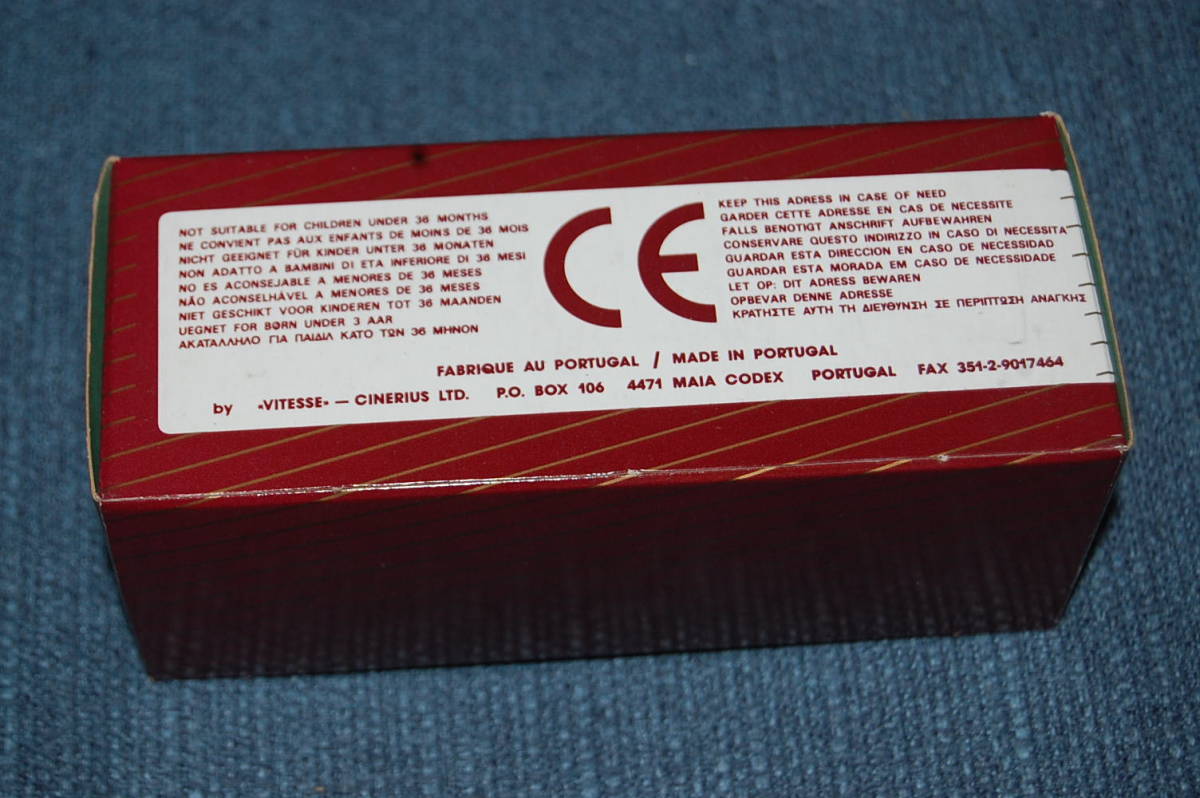 NOT SUITABLE FOR CHILDREN UNDER 36 MONTHS
NE CONVIENT PAS AUX ENFANTS DE MOINS DE 36 MOIS
NICHT GEEIGNET FÜR KINDER UNTER 36 MONATEN
NON ADATTO A BAMBINI DI ETA INFERIORE DI 36 MESI
NO ES ACONSEJABLE A MENORES DE 36 MESES
NÃO ACONSELHÁVEL A MENORES DE 36 MESES
NIET GESCHIKT VOOR KINDEREN TOT 36 MAANDEN
UEGNET FOR BØRN UNDER 3 AAR
ΑΚΑΤΑΛΛΗΛΟ ΓΙΑ ΠΑΙΔΙΑ ΚΑΤΟ ΤΩΝ 36 ΜΗΝΟΝ
CE
KEEP THIS ADRESS IN CASE OF NEED
GARDER CETTE ADRESSE EN CAS DE NECESSITE
FALLS BENOTIGT ANSCHRIFT AUFBEWAHREN
CONSERVARE QUESTO INDIRIZZO IN CASO DI NECESSITA
GUARDAR ESTA DIRECCION EN CASO DE NECESSIDAD
GUARDAR ESTA MORADA EM CASO DE NECESSIDADE
LET OP: DIT ADRESS BEWAREN
OPBEVAR DENNE ADRESSE
ΚΡΑΤΗΣΤΕ ΑΥΤΗ ΤΗ ΔΙΕΥΘΥΝΣΗ ΣΕ ΠΕΡΙΠΤΩΣΗ ΑΝΑΓΚΗΣ
FABRIQUE AU PORTUGAL / MADE IN PORTUGAL
by «VITESSE» — CINERIUS LTD. P.O. BOX 106 4471 MAIA CODEX PORTUGAL FAX 351-2-9017464